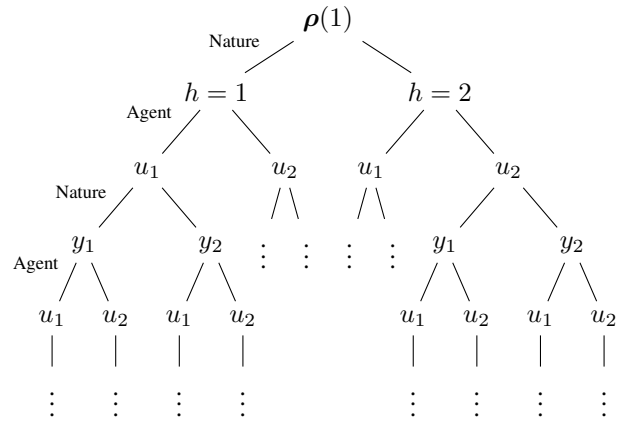 ρ(1)
Nature
h = 1 h = 2
Agent
u₁ u₂ u₁ u₂
Nature
y₁ y₂ ⋮ ⋮ ⋮ ⋮ y₁ y₂
Agent
u₁ u₂ u₁ u₂ u₁ u₂ u₁ u₂
⋮ ⋮ ⋮ ⋮ ⋮ ⋮ ⋮ ⋮